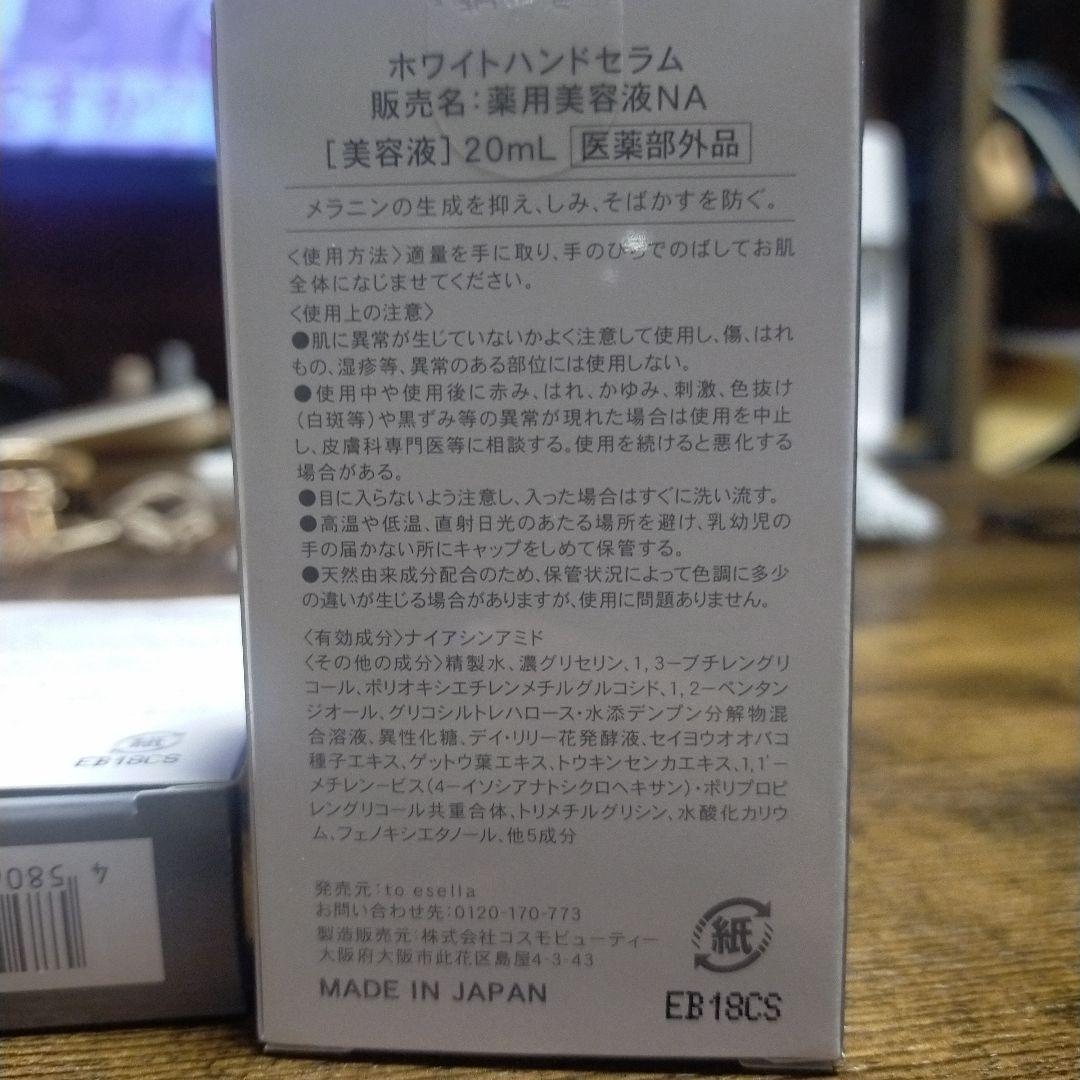 ホワイトハンドセラム
販売名:薬用美容液NA
[美容液] 20mL 医薬部外品
メラニンの生成を抑え、しみ、そばかすを防ぐ。
〈使用方法〉適量を手に取り、手のひらでのばしてお肌
全体になじませてください。
〈使用上の注意〉
●肌に異常が生じていないかよく注意して使用し、傷、はれ
もの、湿疹等、異常のある部位には使用しない。
●使用中や使用後に赤み、はれ、かゆみ、刺激、色抜け
(白斑等)や黒ずみ等の異常が現れた場合は使用を中止
し、皮膚科専門医等に相談する。使用を続けると悪化する
場合がある。
●目に入らないよう注意し、入った場合はすぐに洗い流す。
●高温や低温、直射日光のあたる場所を避け、乳幼児の
手の届かない所にキャップをしめて保管する。
●天然由来成分配合のため、保管状況によって色調に多少
の違いが生じる場合がありますが、使用に問題ありません。
〈有効成分〉ナイアシンアミド
〈その他の成分〉精製水、濃グリセリン、1,3-ブチレングリ
コール、ポリオキシエチレンメチルグルコシド、1,2-ペンタン
ジオール、グリコシルトレハロース・水添デンプン分解物混
合溶液、異性化糖、デイ・リリー花発酵液、セイヨウオオバコ
種子エキス、ゲットウ葉エキス、トウキンセンカエキス、1,1'-
メチレン-ビス(4-イソシアナトシクロヘキサン)・ポリプロピ
レングリコール共重合体、トリメチルグリシン、水酸化カリウ
ム、フェノキシエタノール、他5成分
発売元:to esella
お問い合わせ先:0120-170-773
製造販売元:株式会社コスモビューティー
大阪府大阪市此花区島屋4-3-43
MADE IN JAPAN
紙
EB18CS
紙
EB18CS
4 580